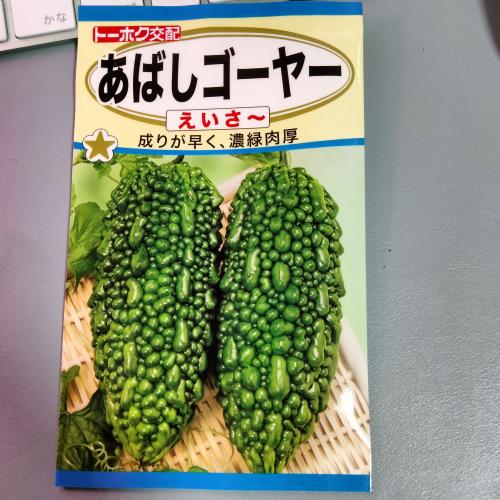 かな
トーホク交配
あばしゴーヤー
えいさ～
成りが早く、濃緑肉厚